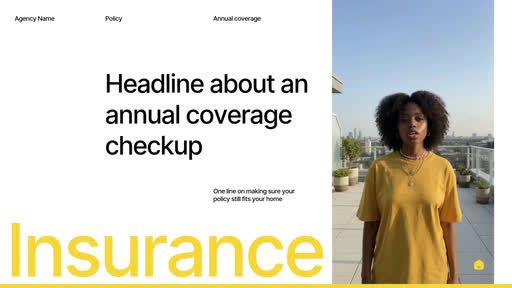 Agency Name
Policy
Annual coverage
Headline about an
annual coverage
checkup
One line on making sure your
policy still fits your home
Insurance